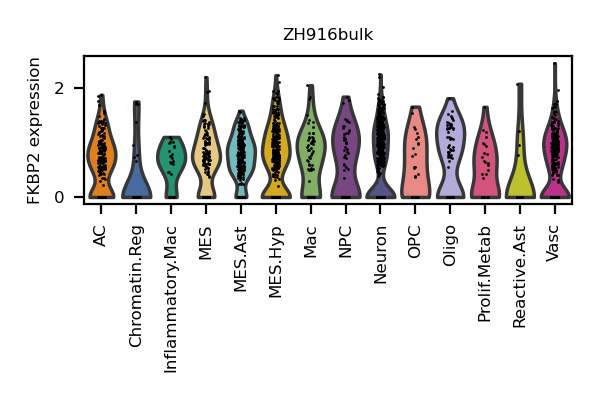 ZH916bulk
FKBP2 expression
2
0
AC
Chromatin.Reg
Inflammatory.Mac
MES
MES.Ast
MES.Hyp
Mac
NPC
Neuron
OPC
Oligo
Prolif.Metab
Reactive.Ast
Vasc